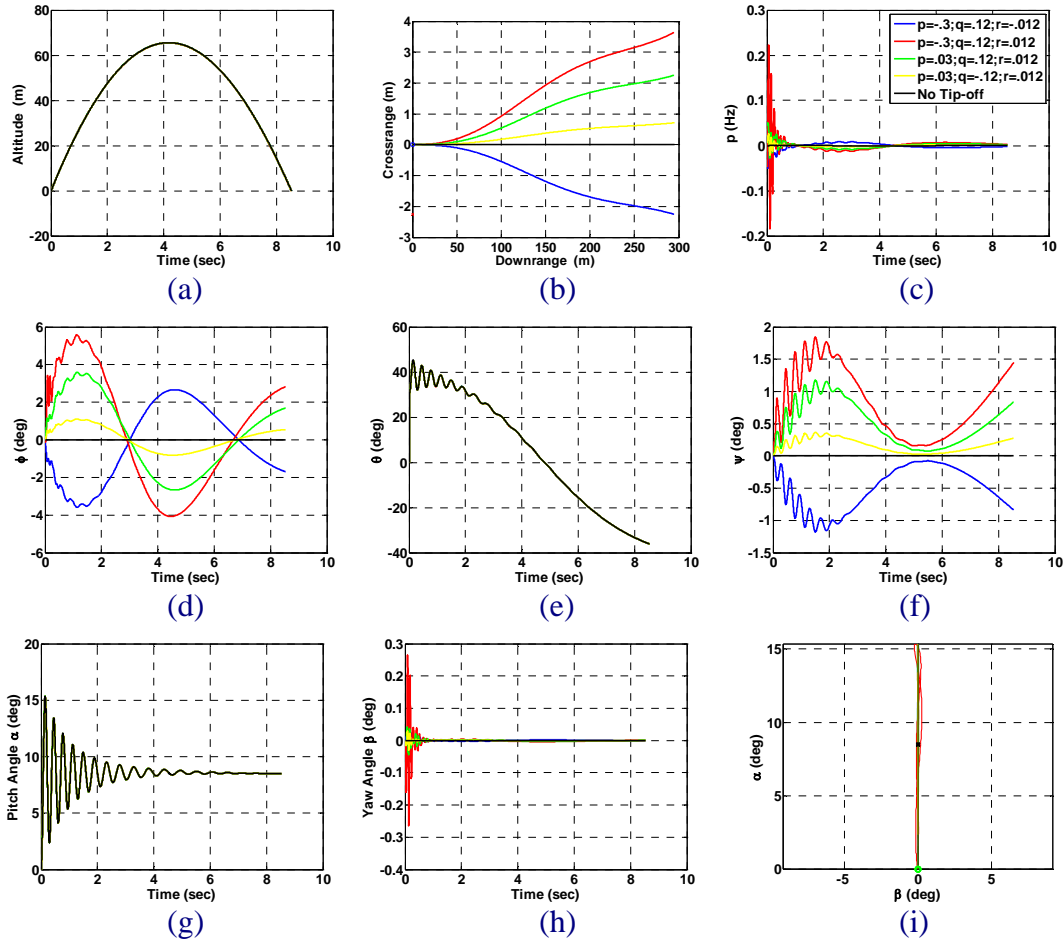 80
60
40
20
0
-20
0 2 4 6 8 10
Altitude (m)
Time (sec)
(a)
4
3
2
1
0
-1
-2
-3
0 50 100 150 200 250 300
Crossrange (m)
Downrange (m)
(b)
0.3
0.2
0.1
0
-0.1
-0.2
0 2 4 6 8 10
p (Hz)
Time (sec)
p=-.3;q=.12;r=-.012
p=-.3;q=.12;r=.012
p=.03;q=.12;r=.012
p=.03;q=-.12;r=.012
No Tip-off
(c)
6
4
2
0
-2
-4
-6
0 2 4 6 8 10
ϕ (deg)
Time (sec)
(d)
60
40
20
0
-20
-40
0 2 4 6 8 10
θ (deg)
Time (sec)
(e)
2
1.5
1
0.5
0
-0.5
-1
-1.5
0 2 4 6 8 10
ψ (deg)
Time (sec)
(f)
20
15
10
5
0
0 2 4 6 8 10
Pitch Angle α (deg)
Time (sec)
(g)
0.3
0.2
0.1
0
-0.1
-0.2
-0.3
-0.4
0 2 4 6 8 10
Yaw Angle β (deg)
Time (sec)
(h)
15
10
5
0
-5 0 5
α (deg)
β (deg)
(i)